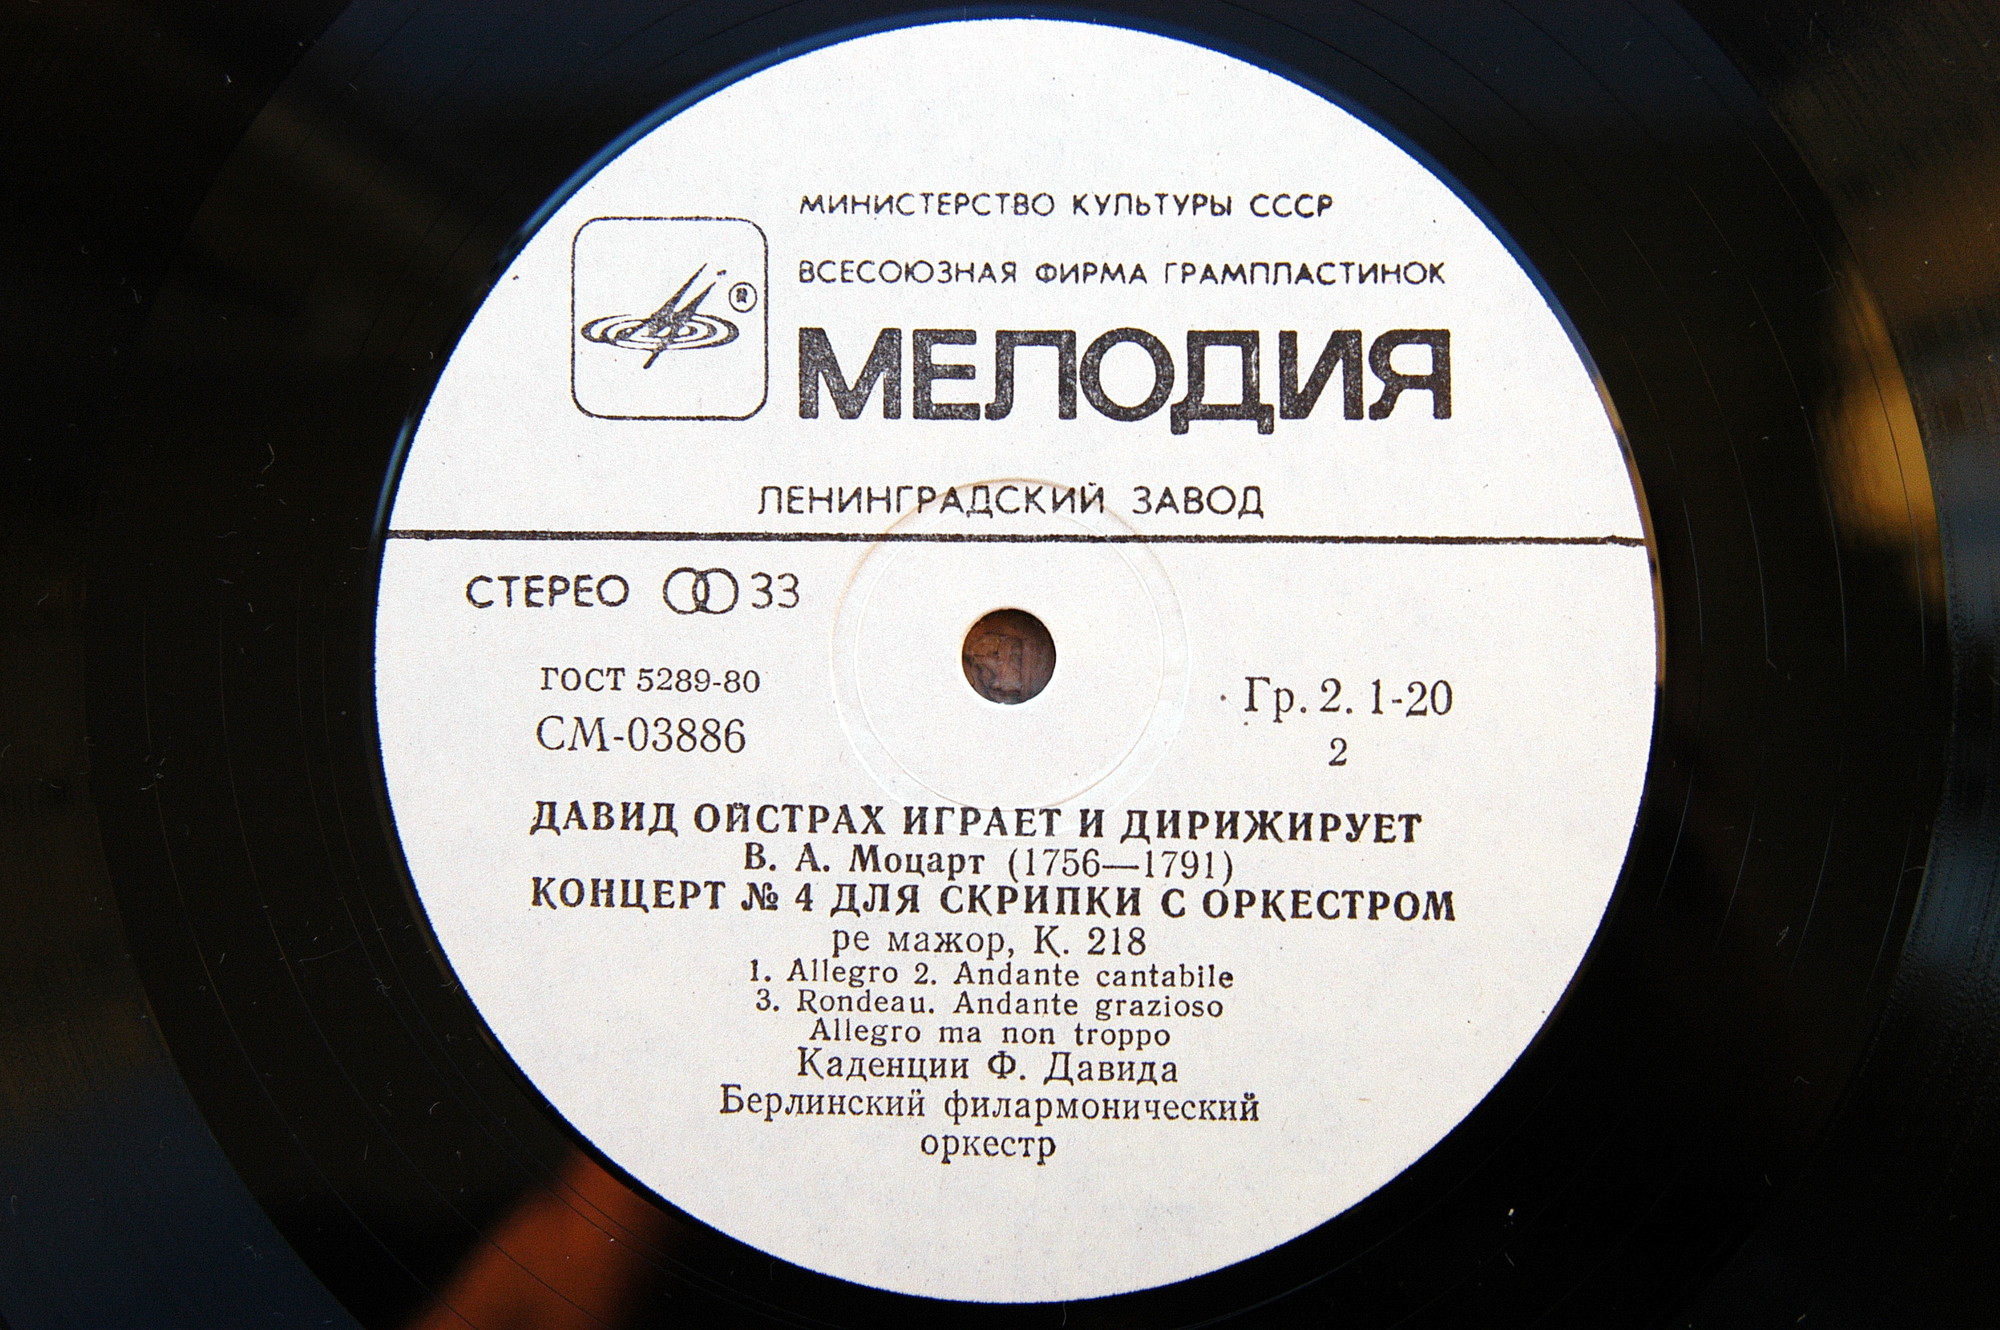 МИНИСТЕРСТВО КУЛЬТУРЫ СССР
ВСЕСОЮЗНАЯ ФИРМА ГРАМПЛАСТИНОК
МЕЛОДИЯ
ЛЕНИНГРАДСКИЙ ЗАВОД
СТЕРЕО 33
ГОСТ 5289-80
СМ-03886
Гр. 2. 1-20
2
ДАВИД ОЙСТРАХ ИГРАЕТ И ДИРИЖИРУЕТ
В. А. Моцарт (1756—1791)
КОНЦЕРТ № 4 ДЛЯ СКРИПКИ С ОРКЕСТРОМ
ре мажор, К. 218
1. Allegro 2. Andante cantabile
3. Rondeau. Andante grazioso
Allegro ma non troppo
Каденции Ф. Давида
Берлинский филармонический
оркестр